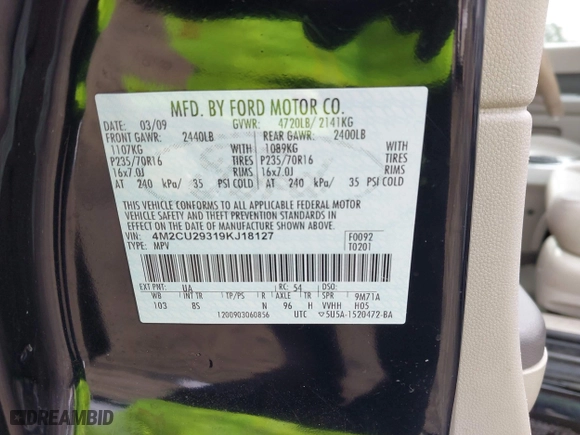 MFD. BY FORD MOTOR CO.
DATE: 03/09 GVWR: 4720LB/ 2141KG
FRONT GAWR: 2440LB REAR GAWR: 2400LB
1107KG WITH 1089KG WITH
P235/70R16 TIRES P235/70R16 TIRES
16x7.0J RIMS 16x7.0J RIMS
AT 240 kPa/ 35 PSI COLD AT 240 kPa/ 35 PSI COLD
THIS VEHICLE CONFORMS TO ALL APPLICABLE FEDERAL MOTOR
VEHICLE SAFETY AND THEFT PREVENTION STANDARDS IN
EFFECT ON THE DATE OF MANUFACTURE SHOWN ABOVE.
VIN: 4M2CU29319KJ18127 F0092
TYPE: MPV T0201
EXT PNT: UA RC: 54 DSO:
WB INT TR TP/PS R AXLE TR SPR 9M71A
103 BS N 96 H VVHH H05
1200903060856 UTC ▽5U5A-1520472-BA
DREAMBID